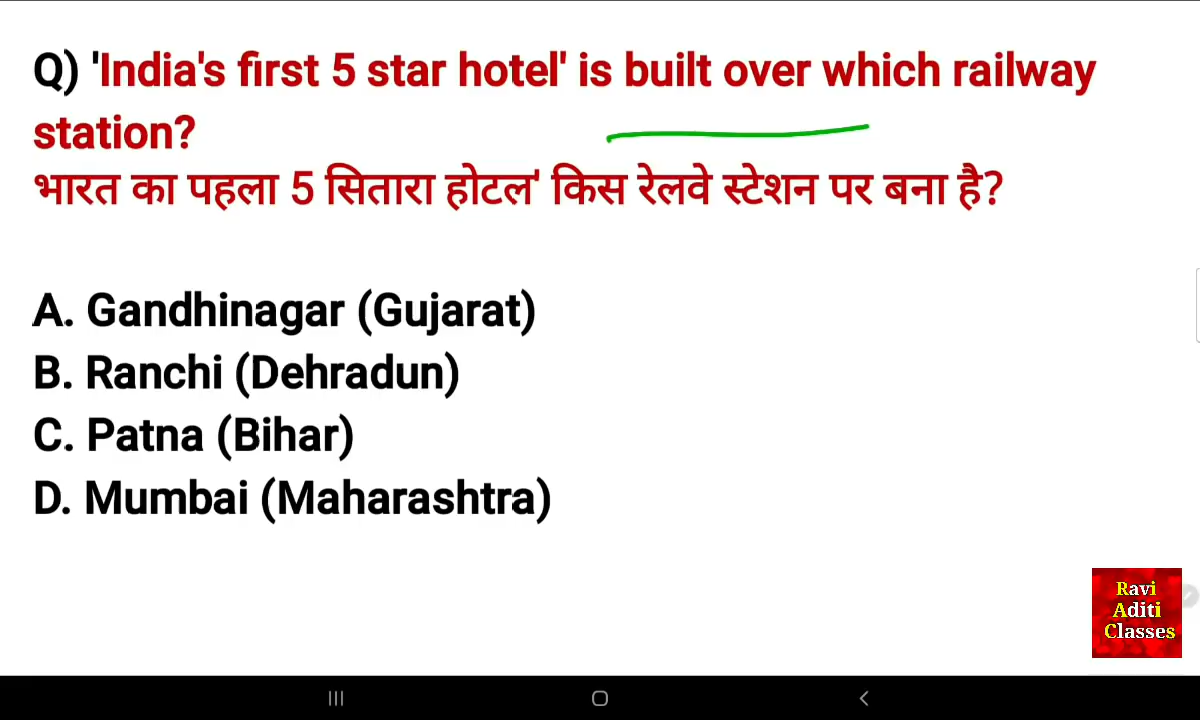 Q) 'India's first 5 star hotel' is built over which railway
station?
भारत का पहला 5 सितारा होटल' किस रेलवे स्टेशन पर बना है?
A. Gandhinagar (Gujarat)
B. Ranchi (Dehradun)
C. Patna (Bihar)
D. Mumbai (Maharashtra)
Ravi
Aditi
Classes